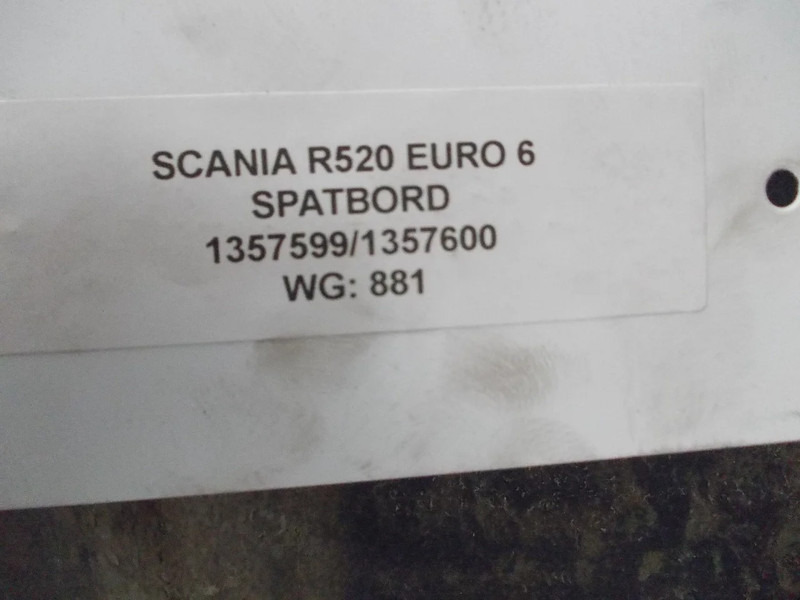 SCANIA R520 EURO 6
SPATBORD
1357599/1357600
WG: 881